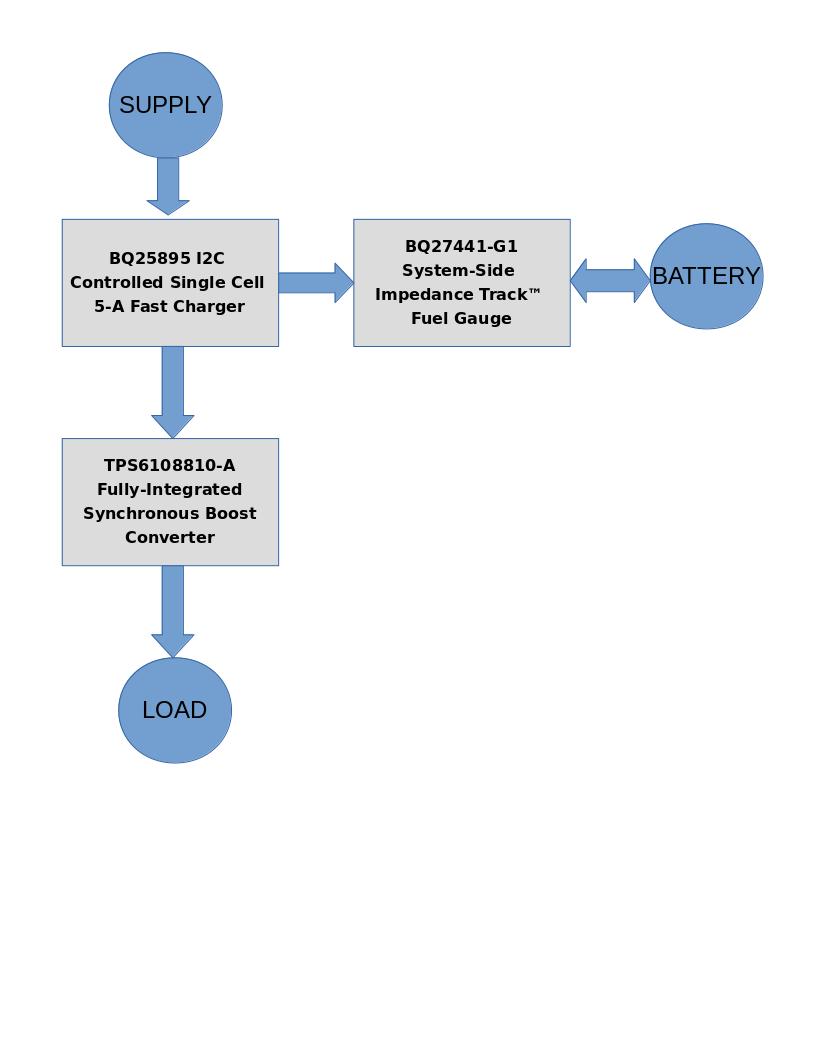 SUPPLY
BQ25895 I2C
Controlled Single Cell
5-A Fast Charger
BQ27441-G1
System-Side
Impedance Track™
Fuel Gauge
BATTERY
TPS6108810-A
Fully-Integrated
Synchronous Boost
Converter
LOAD